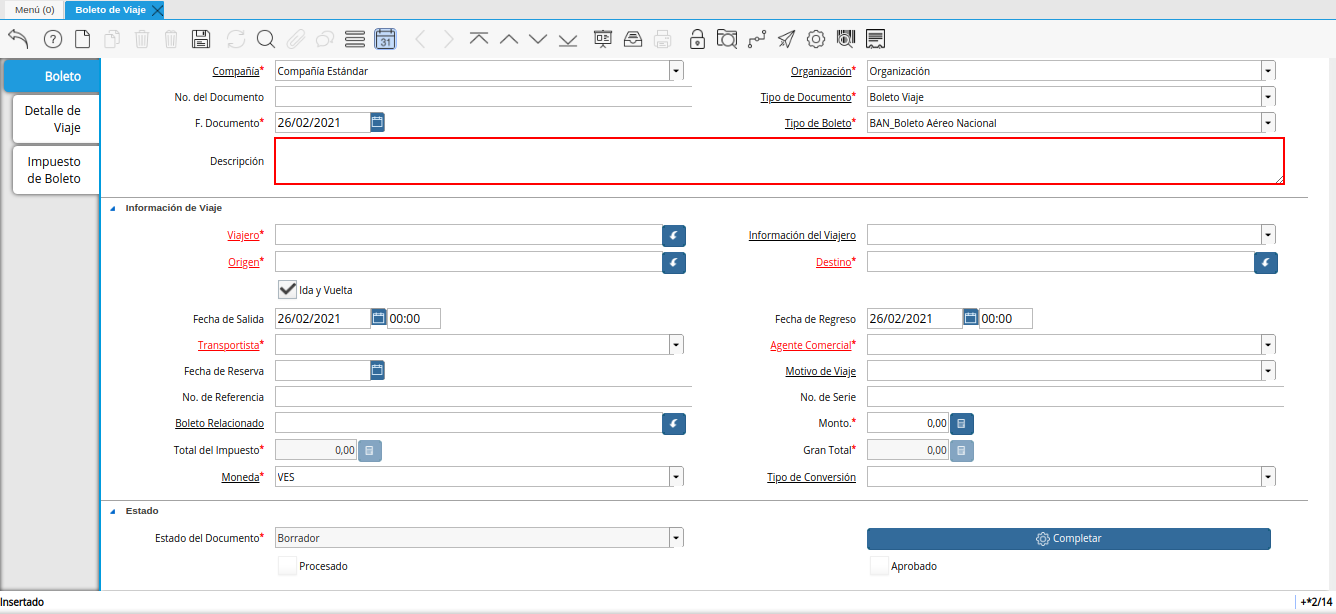 Menú (0) Boleto de Viaje
31
Boleto
Detalle de
Viaje
Impuesto
de Boleto
Compañía* Compañía Estándar Organización* Organización
No. del Documento Tipo de Documento* Boleto Viaje
F. Documento* 26/02/2021 Tipo de Boleto* BAN_Boleto Aéreo Nacional
Descripción
Información de Viaje
Viajero* Información del Viajero
Origen* Destino*
Ida y Vuelta
Fecha de Salida 26/02/2021 00:00 Fecha de Regreso 26/02/2021 00:00
Transportista* Agente Comercial*
Fecha de Reserva Motivo de Viaje
No. de Referencia No. de Serie
Boleto Relacionado Monto.* 0,00
Total del Impuesto* 0,00 Gran Total* 0,00
Moneda* VES Tipo de Conversión
Estado
Estado del Documento* Borrador Completar
Procesado Aprobado
Insertado +*2/14